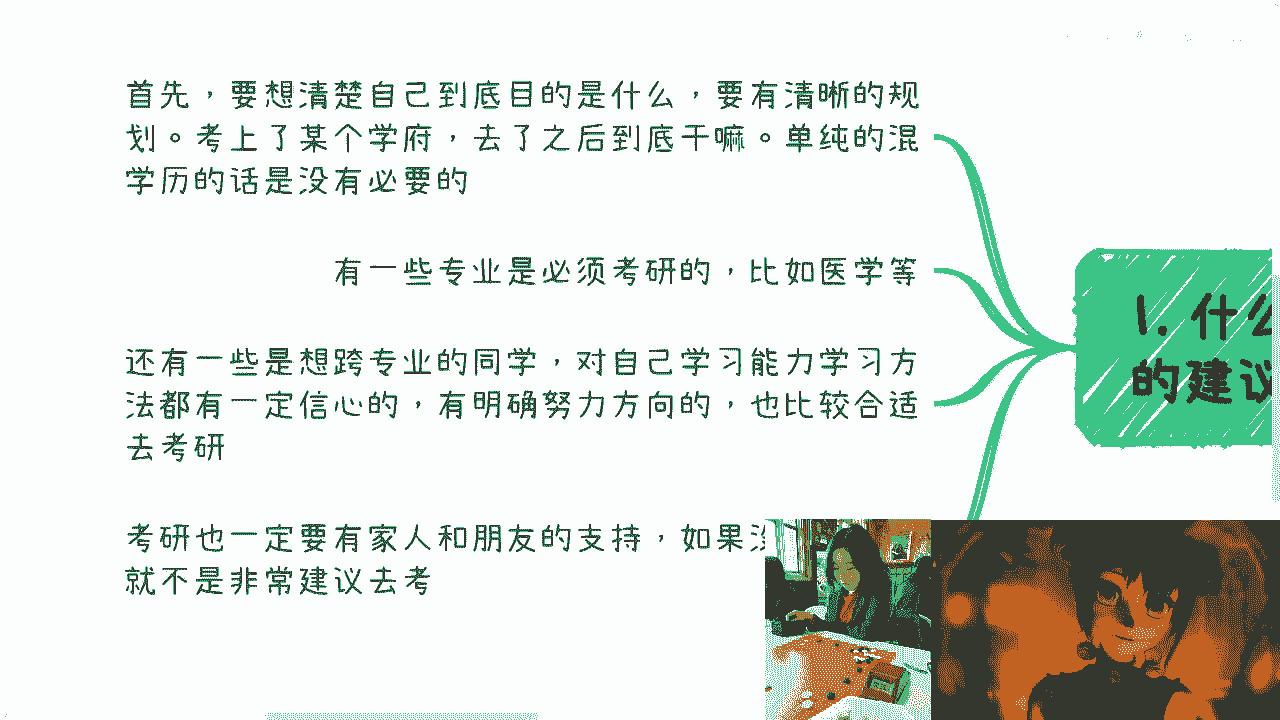 首先，要想清楚自己到底目的是什么，要有清晰的规
划。考上了某个学府，去了之后到底干嘛。单纯的混
学历的话是没有必要的
有一些专业是必须考研的，比如医学等
还有一些是想跨专业的同学，对自己学习能力学习方
法都有一定信心的，有明确努力方向的，也比较合适
去考研
考研也一定要有家人和朋友的支持，如果
就不是非常建议去考
1. 什么
的建议